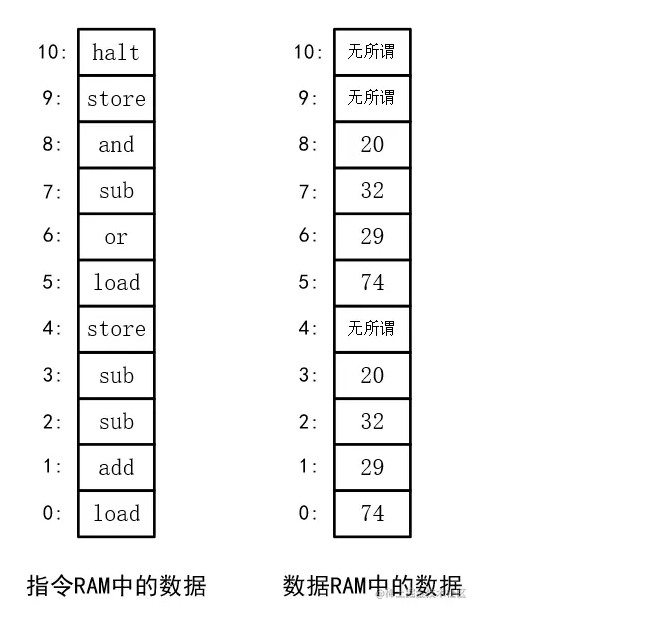 10: halt 10: 无所谓
9: store 9: 无所谓
8: and 8: 20
7: sub 7: 32
6: or 6: 29
5: load 5: 74
4: store 4: 无所谓
3: sub 3: 20
2: sub 2: 32
1: add 1: 29
0: load 0: 74
指令RAM中的数据 数据RAM中的数据